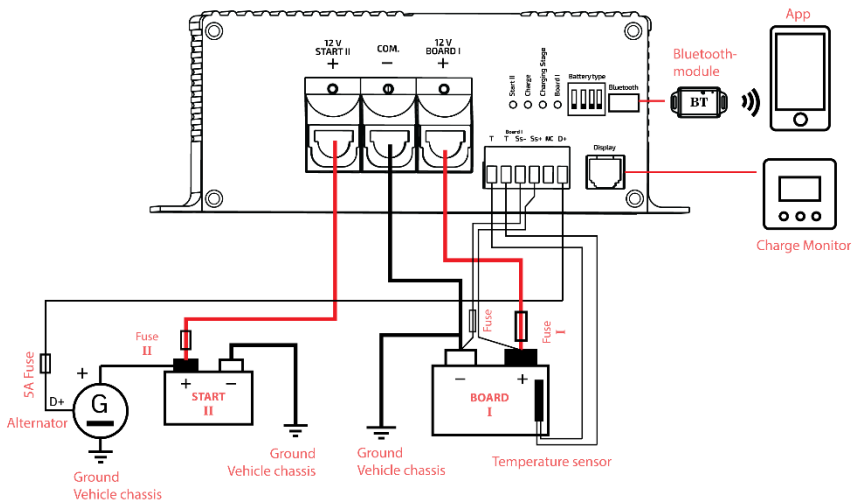 App
Bluetooth-
module
BT
12 V
START II
+
COM.
−
12 V
BOARD I
+
Start II
Charge
Charging Stage
Board I
Battery type
Bluetooth
Board I
T T Ss- Ss+ NC D+
Display
Charge Monitor
Fuse
II
Fuse
Fuse
I
5A Fuse
+
D+
G
Alternator
Ground
Vehicle chassis
+ −
START
II
Ground
Vehicle chassis
Ground
Vehicle chassis
− +
BOARD
I
Temperature sensor